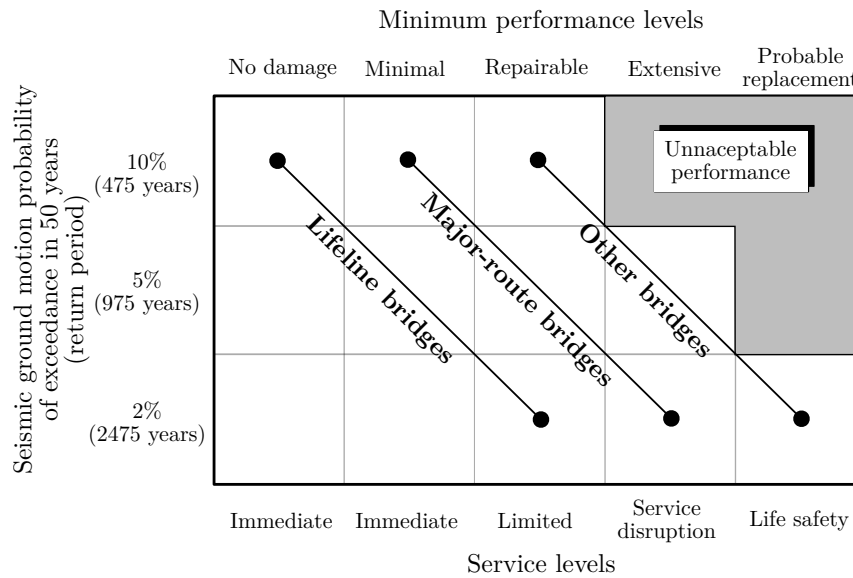 Minimum performance levels
No damage
Minimal
Repairable
Extensive
Probable
replacement
Seismic ground motion probability
of exceedance in 50 years
(return period)
10%
(475 years)
5%
(975 years)
2%
(2475 years)
Unnaceptable
performance
Lifeline bridges
Major-route bridges
Other bridges
Immediate
Immediate
Limited
Service
disruption
Life safety
Service levels